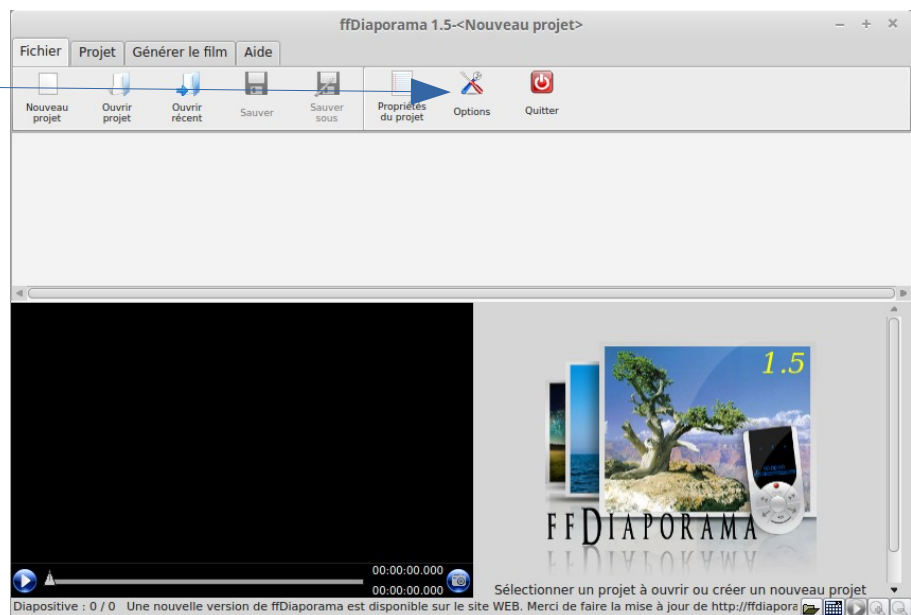 ffDiaporama 1.5-<Nouveau projet>
Fichier Projet Générer le film Aide
Nouveau projet
Ouvrir projet
Ouvrir récent
Sauver
Sauver sous
Propriétés du projet
Options
Quitter
1.5
FFDIAPORAMA
00:00:00.000
00:00:00.000
Sélectionner un projet à ouvrir ou créer un nouveau projet
Diapositive : 0 / 0 Une nouvelle version de ffDiaporama est disponible sur le site WEB. Merci de faire la mise à jour de http://ffdiapor